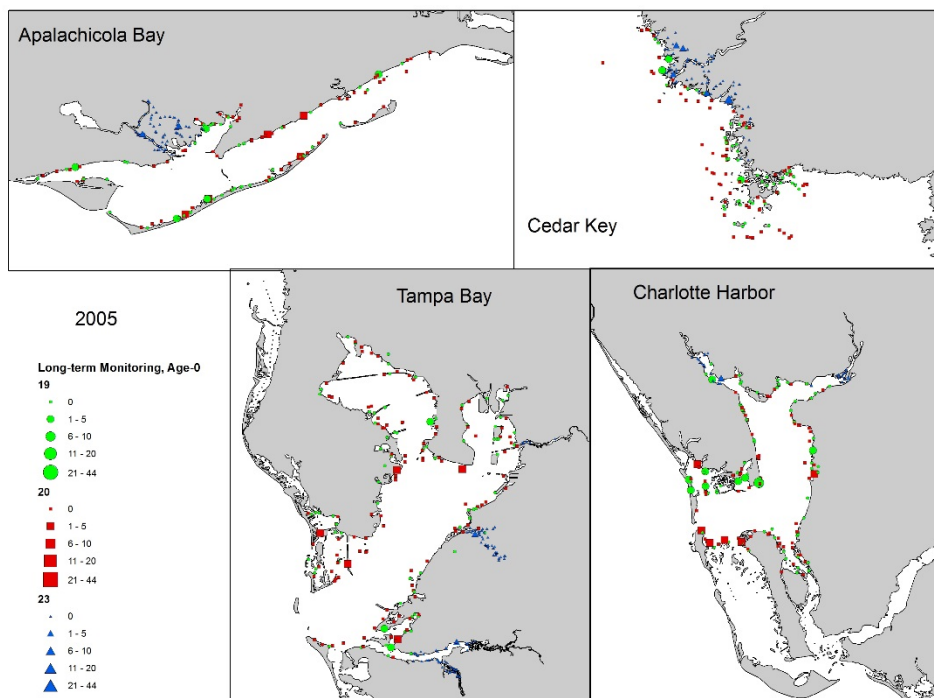 Apalachicola Bay
Cedar Key
Tampa Bay
Charlotte Harbor
2005
Long-term Monitoring, Age-0
19
0
1 - 5
6 - 10
11 - 20
21 - 44
20
0
1 - 5
6 - 10
11 - 20
21 - 44
23
0
1 - 5
6 - 10
11 - 20
21 - 44